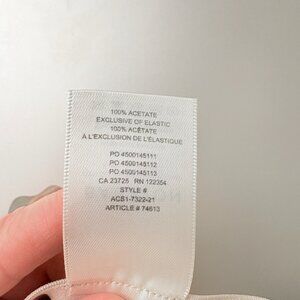 100% ACETATE
EXCLUSIVE OF ELASTIC
100% ACÉTATE
À L'EXCLUSION DE L'ÉLASTIQUE
PO 4500145111
PO 4500145112
PO 4500145113
CA 23725 RN 122354
STYLE #
ACS1-7322-21
ARTICLE # 74613